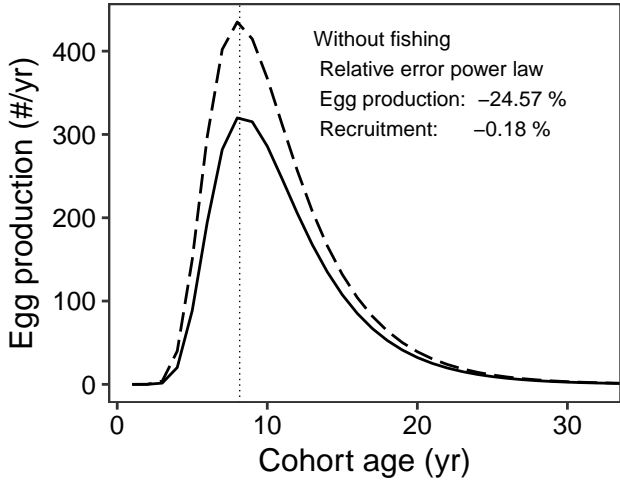 Without fishing
Relative error power law
Egg production: −24.57 %
Recruitment: −0.18 %
Egg production (#/yr)
400
300
200
100
0
0 10 20 30
Cohort age (yr)